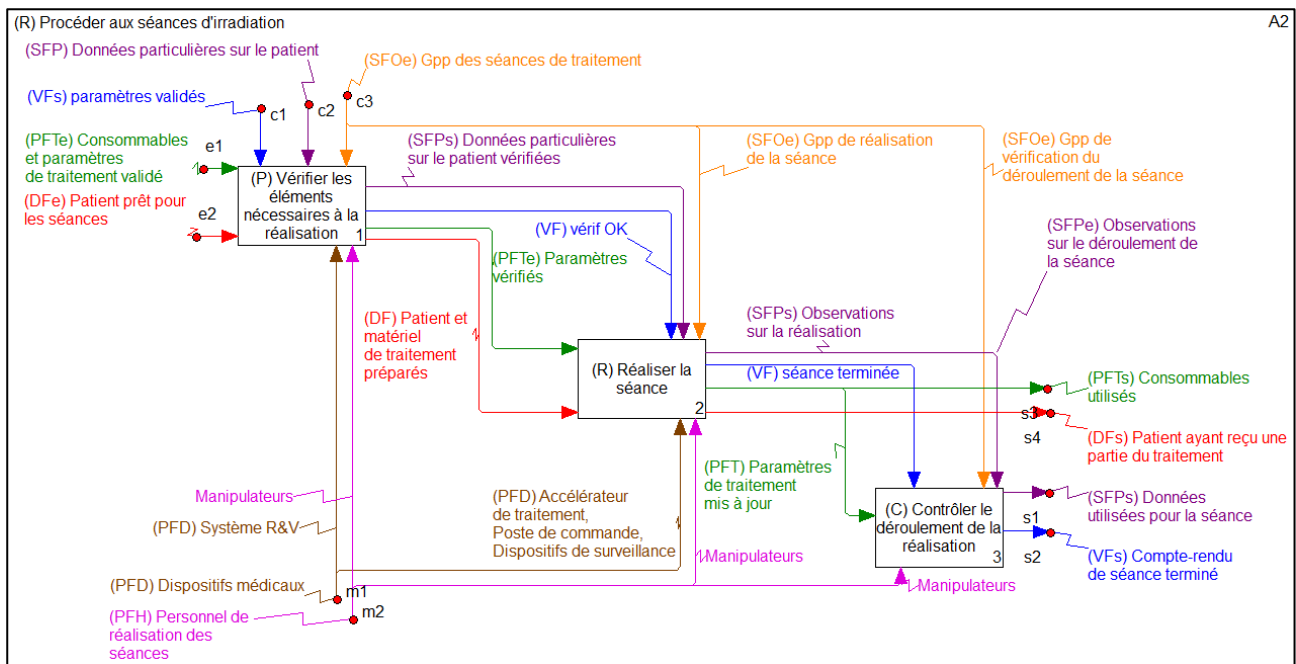 (R) Procéder aux séances d'irradiation
A2
(SFP) Données particulières sur le patient
(SFOe) Gpp des séances de traitement
(VFs) paramètres validés
c1
c2
c3
(PFTe) Consommables
et paramètres
de traitement validé
e1
(DFe) Patient prêt pour
les séances
e2
(P) Vérifier les
éléments
nécessaires à la
réalisation
1
(SFPs) Données particulières
sur le patient vérifiées
(SFOe) Gpp de réalisation
de la séance
(SFOe) Gpp de
vérification du
déroulement de la séance
(VF) vérif OK
(PFTe) Paramètres
vérifiés
(SFPe) Observations
sur le déroulement de
la séance
(DF) Patient et
matériel
de traitement
préparés
(SFPs) Observations
sur la réalisation
(R) Réaliser la
séance
2
(VF) séance terminée
(PFTs) Consommables
utilisés
s3
s4
(DFs) Patient ayant reçu une
partie du traitement
(PFT) Paramètres
de traitement
mis à jour
Manipulateurs
(PFD) Système R&V
(PFD) Accélérateur
de traitement,
Poste de commande,
Dispositifs de surveillance
(C) Contrôler le
déroulement de la
réalisation
3
(SFPs) Données
utilisées pour la séance
s1
s2
(VFs) Compte-rendu
de séance terminé
Manipulateurs
Manipulateurs
(PFD) Dispositifs médicaux
m1
m2
(PFH) Personnel de
réalisation des
séances